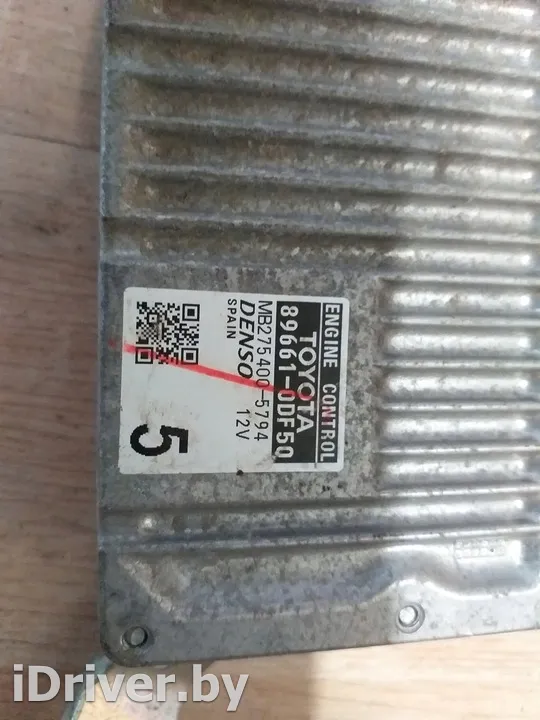 ENGINE CONTROL
TOYOTA
89661-0DF50
MB275400-5794
DENSO 12V
SPAIN
5
iDriver.by